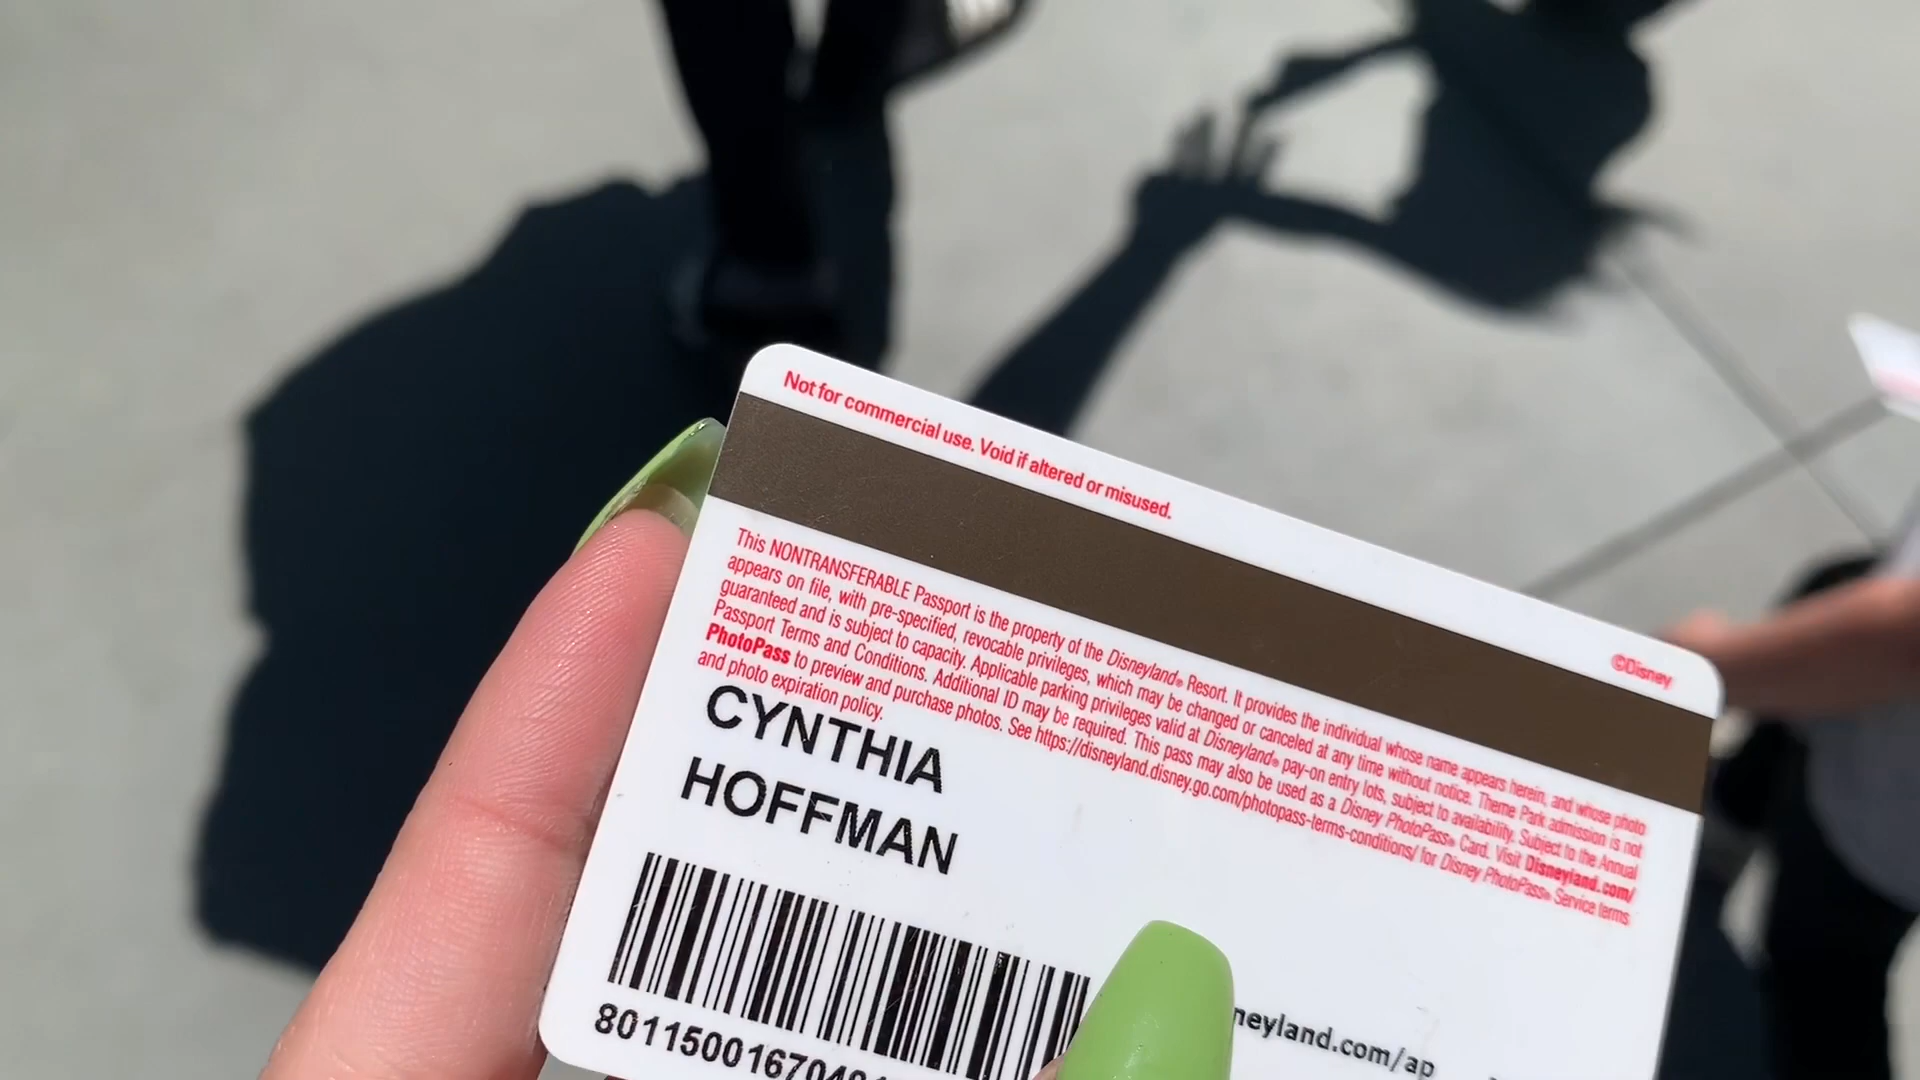 Not for commercial use. Void if altered or misused.
©Disney
This NONTRANSFERABLE Passport is the property of the Disneyland® Resort. It provides the individual whose name appears herein, and whose photo
appears on file, with pre-specified, revocable privileges, which may be changed or canceled at any time without notice. Theme Park admission is not
guaranteed and is subject to capacity. Applicable parking privileges valid at Disneyland® pay-on entry lots, subject to availability. Subject to the Annual
Passport Terms and Conditions. Additional ID may be required. This pass may also be used as a Disney PhotoPass® Card. Visit Disneyland.com/
PhotoPass to preview and purchase photos. See https://disneyland.disney.go.com/photopass-terms-conditions/ for Disney PhotoPass® Service terms
and photo expiration policy.
CYNTHIA
HOFFMAN
neyland.com/ap
801150016704